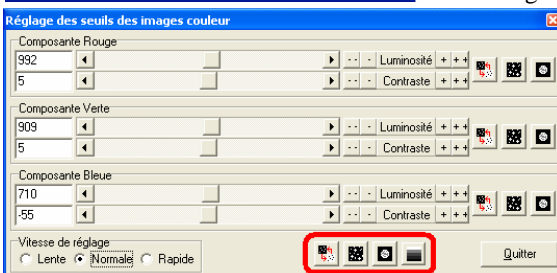 Réglage des seuils des images couleur
Composante Rouge
992
-- - Luminosité + ++
5
-- - Contraste + ++
Composante Verte
909
-- - Luminosité + ++
5
-- - Contraste + ++
Composante Bleue
710
-- - Luminosité + ++
-55
-- - Contraste + ++
Vitesse de réglage
Lente Normale Rapide
Quitter